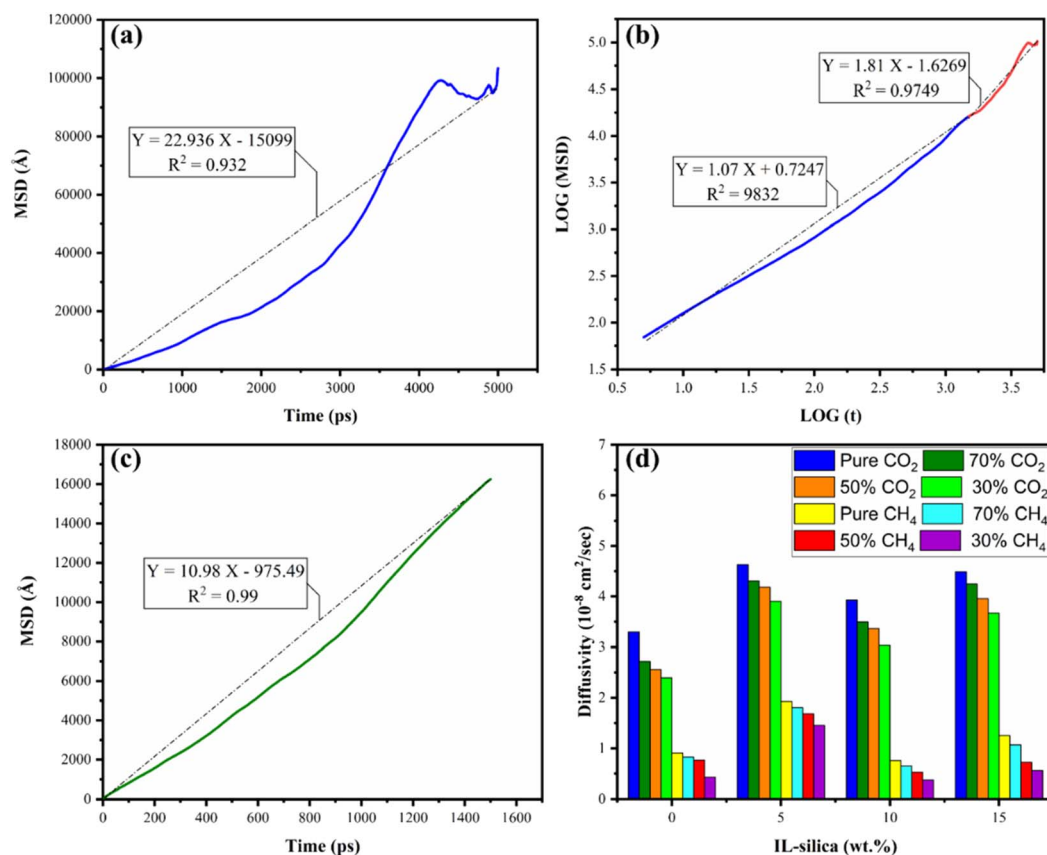 (a)
120000
100000
80000
60000
40000
20000
0
MSD (Å)
Y = 22.936 X - 15099
R² = 0.932
0 1000 2000 3000 4000 5000
Time (ps)
(b)
5.0
4.5
4.0
3.5
3.0
2.5
2.0
1.5
LOG (MSD)
Y = 1.81 X - 1.6269
R² = 0.9749
Y = 1.07 X + 0.7247
R² = 9832
0.5 1.0 1.5 2.0 2.5 3.0 3.5
LOG (t)
(c)
18000
16000
14000
12000
10000
8000
6000
4000
2000
0
MSD (Å)
Y = 10.98 X - 975.49
R² = 0.99
0 200 400 600 800 1000 1200 1400 1600
Time (ps)
(d)
7
6
5
4
3
2
1
0
Diffusivity (10⁻⁸ cm²/sec)
Pure CO₂ 70% CO₂
50% CO₂ 30% CO₂
Pure CH₄ 70% CH₄
50% CH₄ 30% CH₄
0 5 10 15
IL-silica (wt.%)